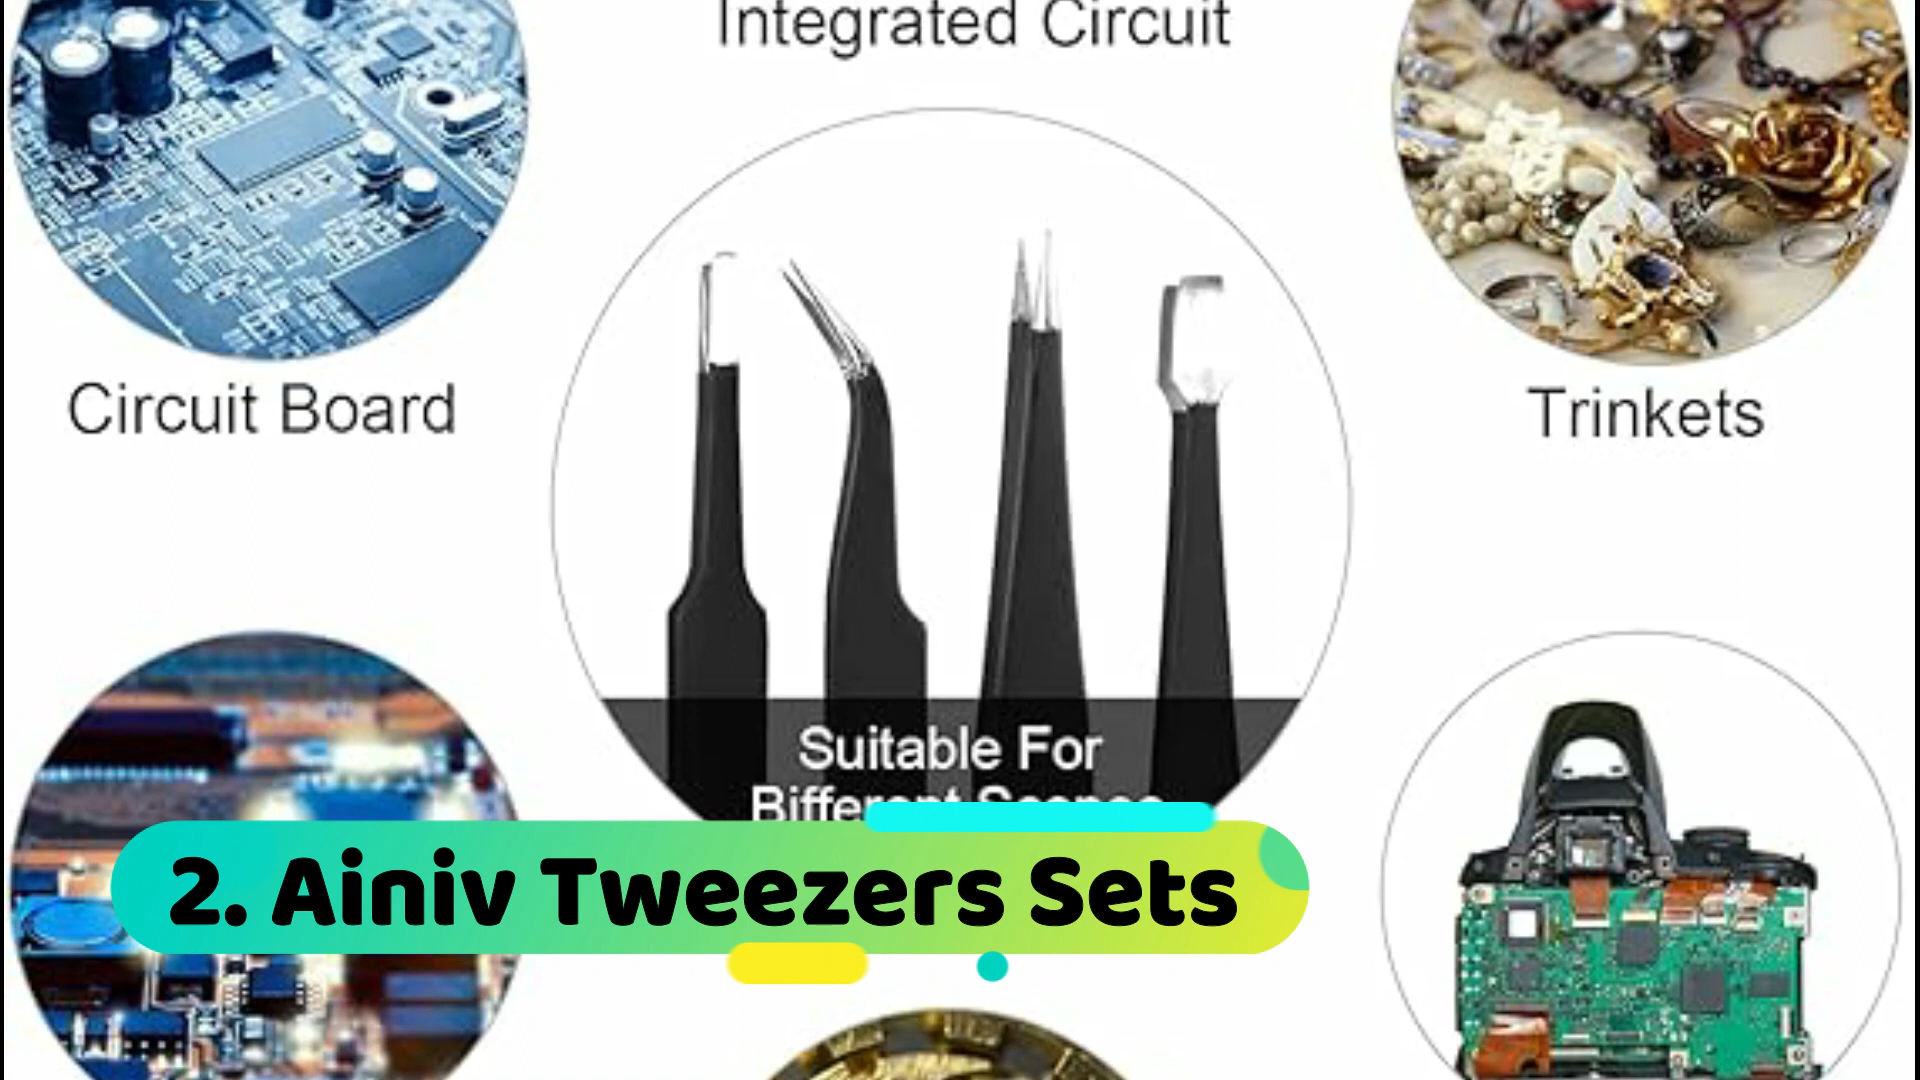 Integrated Circuit
Circuit Board
Trinkets
Suitable For
2. Ainiv Tweezers Sets